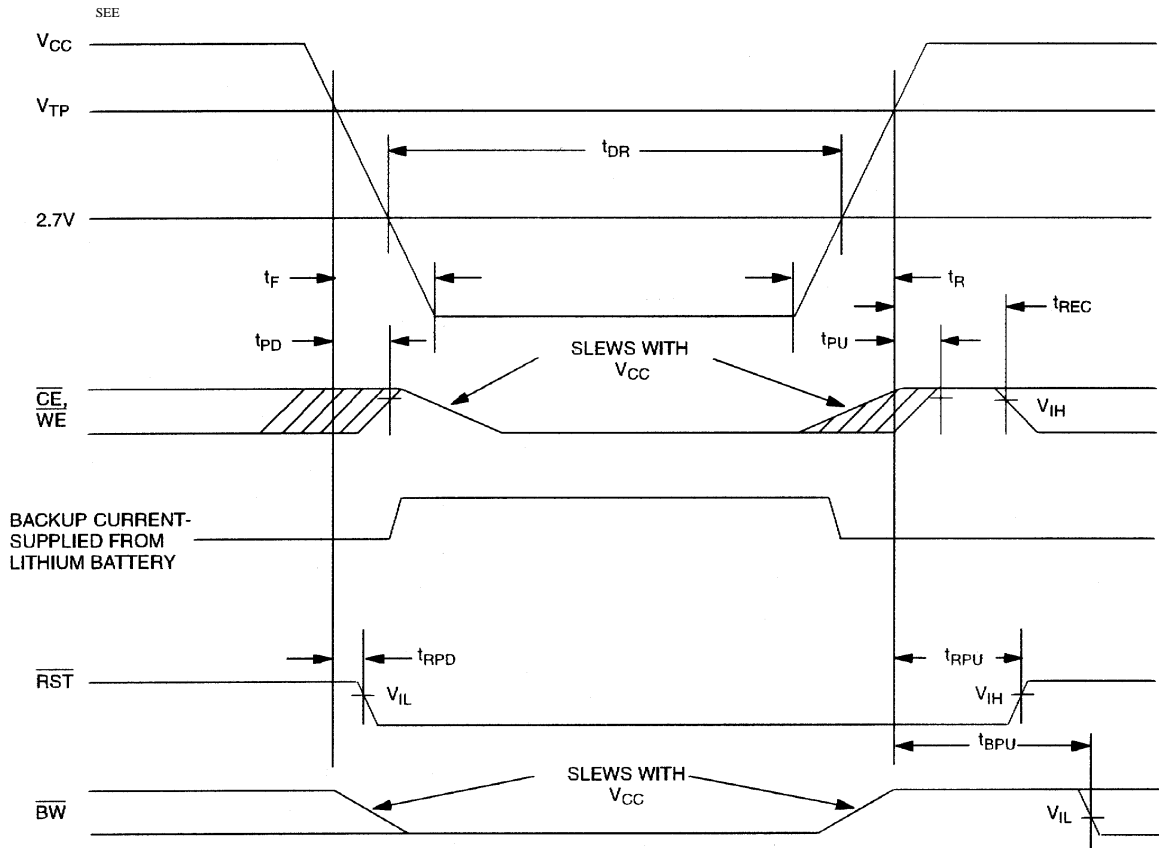 SEE
VCC
VTP
tDR
2.7V
tF
tR
tREC
tPD
tPU
SLEWS WITH
VCC
CE,
WE
VIH
BACKUP CURRENT-
SUPPLIED FROM
LITHIUM BATTERY
tRPD
tRPU
RST
VIL
VIH
tBPU
SLEWS WITH
VCC
BW
VIL